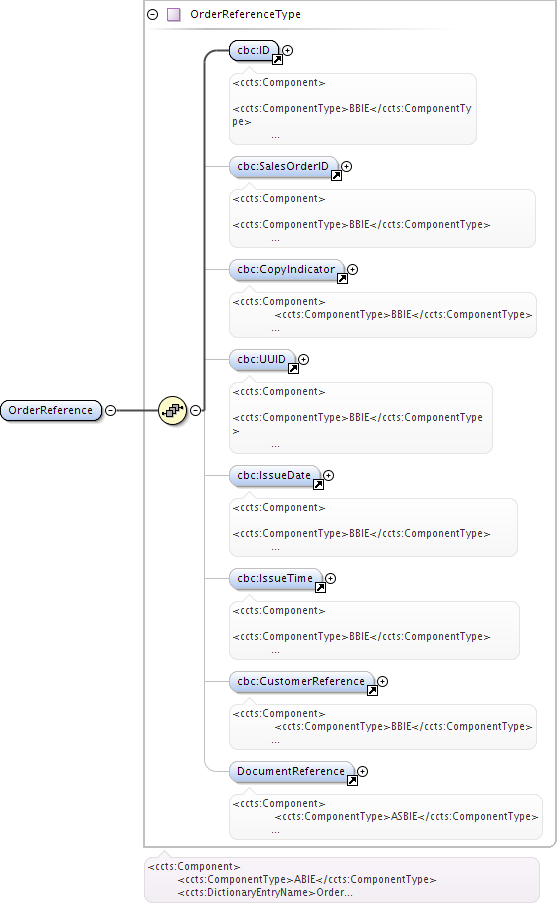 OrderReferenceType
cbc:ID
<ccts:Component>
<ccts:ComponentType>BBIE</ccts:ComponentTy
pe>
...
cbc:SalesOrderID
<ccts:Component>
<ccts:ComponentType>BBIE</ccts:ComponentType>
...
cbc:CopyIndicator
<ccts:Component>
<ccts:ComponentType>BBIE</ccts:ComponentType>
...
cbc:UUID
<ccts:Component>
<ccts:ComponentType>BBIE</ccts:ComponentType
>
...
OrderReference
cbc:IssueDate
<ccts:Component>
<ccts:ComponentType>BBIE</ccts:ComponentType>
...
cbc:IssueTime
<ccts:Component>
<ccts:ComponentType>BBIE</ccts:ComponentType>
...
cbc:CustomerReference
<ccts:Component>
<ccts:ComponentType>BBIE</ccts:ComponentType>
...
DocumentReference
<ccts:Component>
<ccts:ComponentType>ASBIE</ccts:ComponentType>
...
<ccts:Component>
<ccts:ComponentType>ABIE</ccts:ComponentType>
<ccts:DictionaryEntryName>Order...